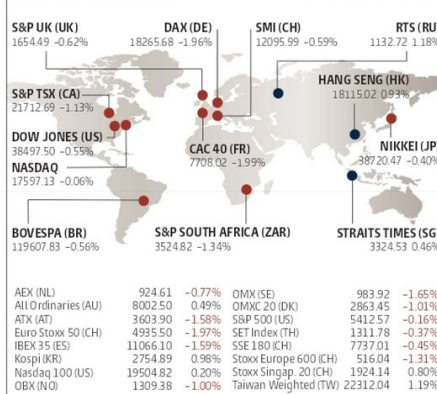 S&P UK (UK)
1654.49 -0.62%
DAX (DE)
18265.68 -1.96%
SMI (CH)
12095.99 -0.59%
RTS (RU
1132.72 1.18%
S&P TSX (CA)
21712.69 -1.13%
HANG SENG (HK)
18115.02 0.93%
DOW JONES (US)
38497.50 -0.55%
CAC 40 (FR)
7708.02 -1.99%
NIKKEI (JP)
38720.47 -0.40%
NASDAQ
17597.13 -0.06%
BOVESPA (BR)
119607.83 -0.56%
S&P SOUTH AFRICA (ZAR)
3524.82 -1.34%
STRAITS TIMES (SG)
3324.53 0.46%
AEX (NL) 924.61 -0.77%
All Ordinaries (AU) 8002.50 0.49%
ATX (AT) 3603.90 -1.58%
Euro Stoxx 50 (CH) 4935.50 -1.97%
IBEX 35 (ES) 11066.10 -1.59%
Kospi (KR) 2754.89 0.98%
Nasdaq 100 (US) 19504.82 0.20%
OBX (NO) 1309.38 -1.00%
OMX (SE) 983.92 -1.65%
OMXC 20 (DK) 2863.45 -1.01%
S&P 500 (US) 5412.57 -0.16%
SET Index (TH) 1311.78 -0.37%
SSE 180 (CH) 7737.01 -0.45%
Stoxx Europe 600 (CH) 516.04 -1.31%
Stoxx Singap. 20 (CH) 1924.14 0.80%
Taiwan Weighted (TW) 22312.04 1.19%